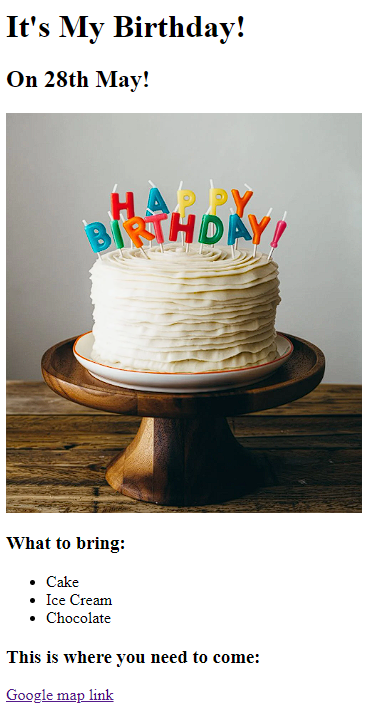 It's My Birthday!
On 28th May!
HAPPY
BIRTHDAY!
What to bring:
Cake
Ice Cream
Chocolate
This is where you need to come:
Google map link